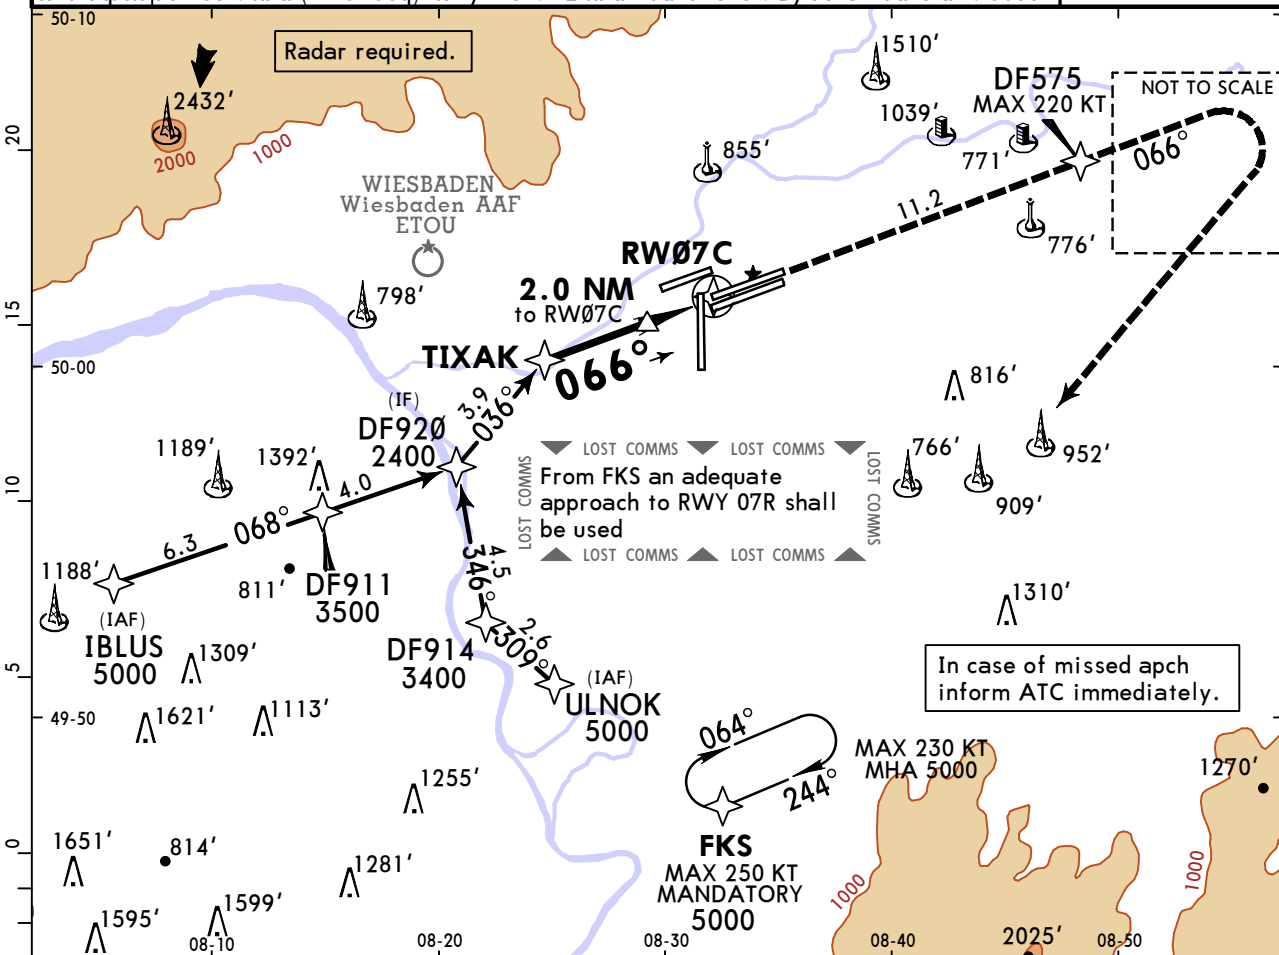 50-10
Radar required.
2432'
2000
1000
20
1510'
DF575
MAX 220 KT
NOT TO SCALE
1039'
771'
855'
066°
11.2
776'
WIESBADEN
Wiesbaden AAF
ETOU
RWØ7C
2.0 NM
to RWØ7C
798'
15
TIXAK
066°
50-00
816'
(IF)
DF92Ø
2400
3.9
036°
1189'
1392'
4.0
LOST COMMS LOST COMMS
LOST COMMS
From FKS an adequate
approach to RWY 07R shall
be used
LOST COMMS
LOST COMMS LOST COMMS
766'
952'
909'
10
068°
6.3
1188'
811'
DF911
3500
4.5
346°
(IAF)
IBLUS
5000
1310'
2.6
309°
DF914
3400
(IAF)
ULNOK
5000
1309'
5
49-50
1621'
1113'
In case of missed apch
inform ATC immediately.
064°
244°
MAX 230 KT
MHA 5000
1270'
1255'
FKS
MAX 250 KT
MANDATORY
5000
0
1651'
814'
1281'
1000
1000
1595'
1599'
2025'
08-10
08-20
08-30
08-40
08-50